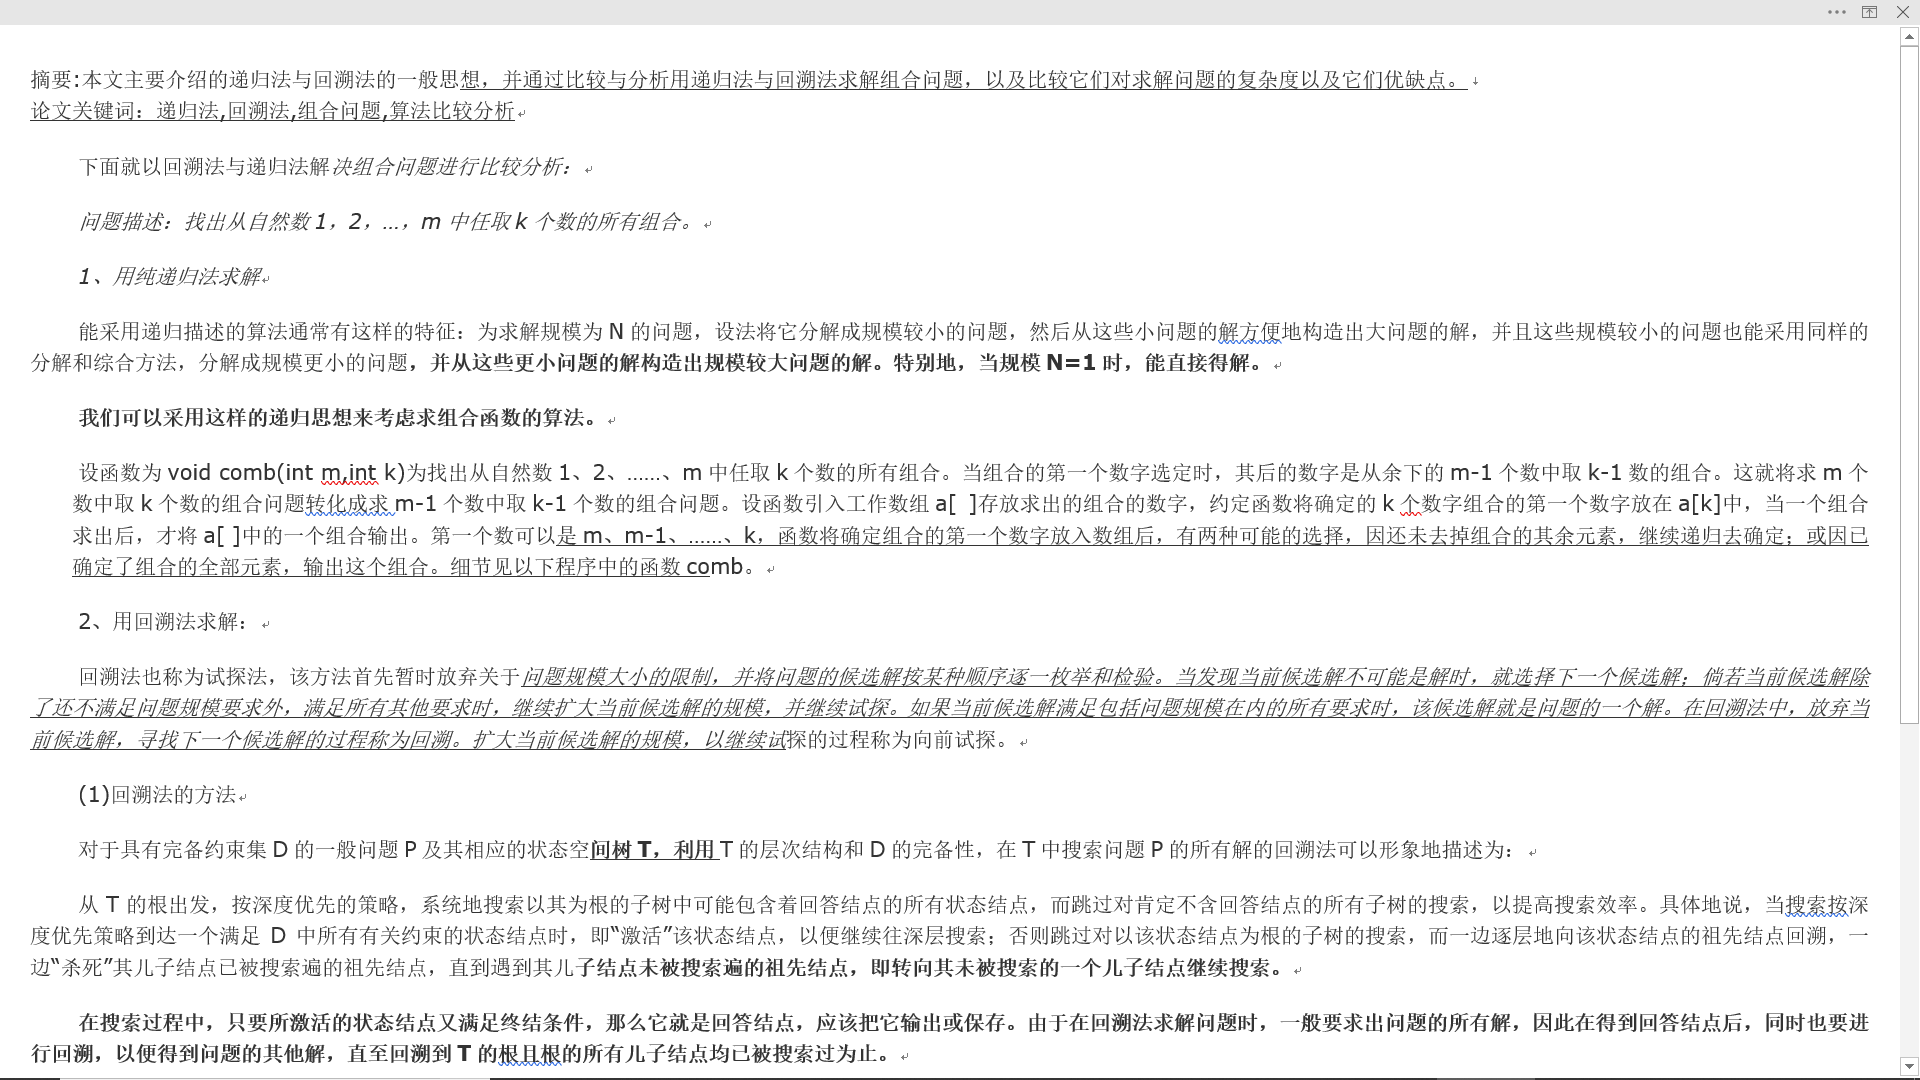 摘要:本文主要介绍的递归法与回溯法的一般思想，并通过比较与分析用递归法与回溯法求解组合问题，以及比较它们对求解问题的复杂度以及它们优缺点。
论文关键词：递归法,回溯法,组合问题,算法比较分析
下面就以回溯法与递归法解决组合问题进行比较分析：
问题描述：找出从自然数 1，2，…，m 中任取 k 个数的所有组合。
1、用纯递归法求解
能采用递归描述的算法通常有这样的特征：为求解规模为 N 的问题，设法将它分解成规模较小的问题，然后从这些小问题的解方便地构造出大问题的解，并且这些规模较小的问题也能采用同样的
分解和综合方法，分解成规模更小的问题，并从这些更小问题的解构造出规模较大问题的解。特别地，当规模 N=1 时，能直接得解。
我们可以采用这样的递归思想来考虑求组合函数的算法。
设函数为 void comb(int m,int k)为找出从自然数 1、2、……、m 中任取 k 个数的所有组合。当组合的第一个数字选定时，其后的数字是从余下的 m-1 个数中取 k-1 数的组合。这就将求 m 个
数中取 k 个数的组合问题转化成求 m-1 个数中取 k-1 个数的组合问题。设函数引入工作数组 a[ ]存放求出的组合的数字，约定函数将确定的 k 个数字组合的第一个数字放在 a[k]中，当一个组合
求出后，才将 a[ ]中的一个组合输出。第一个数可以是 m、m-1、……、k，函数将确定组合的第一个数字放入数组后，有两种可能的选择，因还未去掉组合的其余元素，继续递归去确定；或因已
确定了组合的全部元素，输出这个组合。细节见以下程序中的函数 comb。
2、用回溯法求解：
回溯法也称为试探法，该方法首先暂时放弃关于问题规模大小的限制，并将问题的候选解按某种顺序逐一枚举和检验。当发现当前候选解不可能是解时，就选择下一个候选解；倘若当前候选解除
了还不满足问题规模要求外，满足所有其他要求时，继续扩大当前候选解的规模，并继续试探。如果当前候选解满足包括问题规模在内的所有要求时，该候选解就是问题的一个解。在回溯法中，放弃当
前候选解，寻找下一个候选解的过程称为回溯。扩大当前候选解的规模，以继续试探的过程称为向前试探。
(1)回溯法的方法
对于具有完备约束集 D 的一般问题 P 及其相应的状态空间树 T，利用 T 的层次结构和 D 的完备性，在 T 中搜索问题 P 的所有解的回溯法可以形象地描述为：
从 T 的根出发，按深度优先的策略，系统地搜索以其为根的子树中可能包含着回答结点的所有状态结点，而跳过对肯定不含回答结点的所有子树的搜索，以提高搜索效率。具体地说，当搜索按深
度优先策略到达一个满足 D 中所有有关约束的状态结点时，即“激活”该状态结点，以便继续往深层搜索；否则跳过对以该状态结点为根的子树的搜索，而一边逐层地向该状态结点的祖先结点回溯，一
边“杀死”其儿子结点已被搜索遍的祖先结点，直到遇到其儿子结点未被搜索遍的祖先结点，即转向其未被搜索的一个儿子结点继续搜索。
在搜索过程中，只要所激活的状态结点又满足终结条件，那么它就是回答结点，应该把它输出或保存。由于在回溯法求解问题时，一般要求出问题的所有解，因此在得到回答结点后，同时也要进
行回溯，以便得到问题的其他解，直至回溯到 T 的根且根的所有儿子结点均已被搜索过为止。